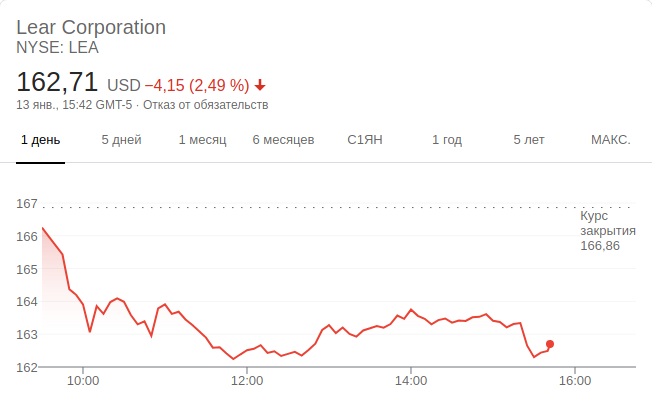 Lear Corporation
NYSE: LEA
162,71 USD −4,15 (2,49 %)
13 янв., 15:42 GMT-5 · Отказ от обязательств
1 день 5 дней 1 месяц 6 месяцев С1ЯН 1 год 5 лет МАКС.
167
Курс
закрытия
166,86
166
165
164
163
162
10:00 12:00 14:00 16:00